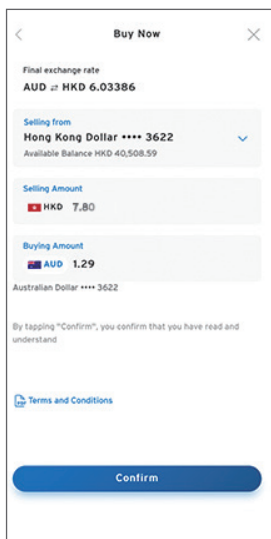 Buy Now
Final exchange rate
AUD ⇄ HKD 6.03386
Selling from
Hong Kong Dollar •••• 3622
Available Balance HKD 40,508.59
Selling Amount
HKD 7.80
Buying Amount
AUD 1.29
Australian Dollar •••• 3622
By tapping "Confirm", you confirm that you have read and
understand
PDF Terms and Conditions
Confirm